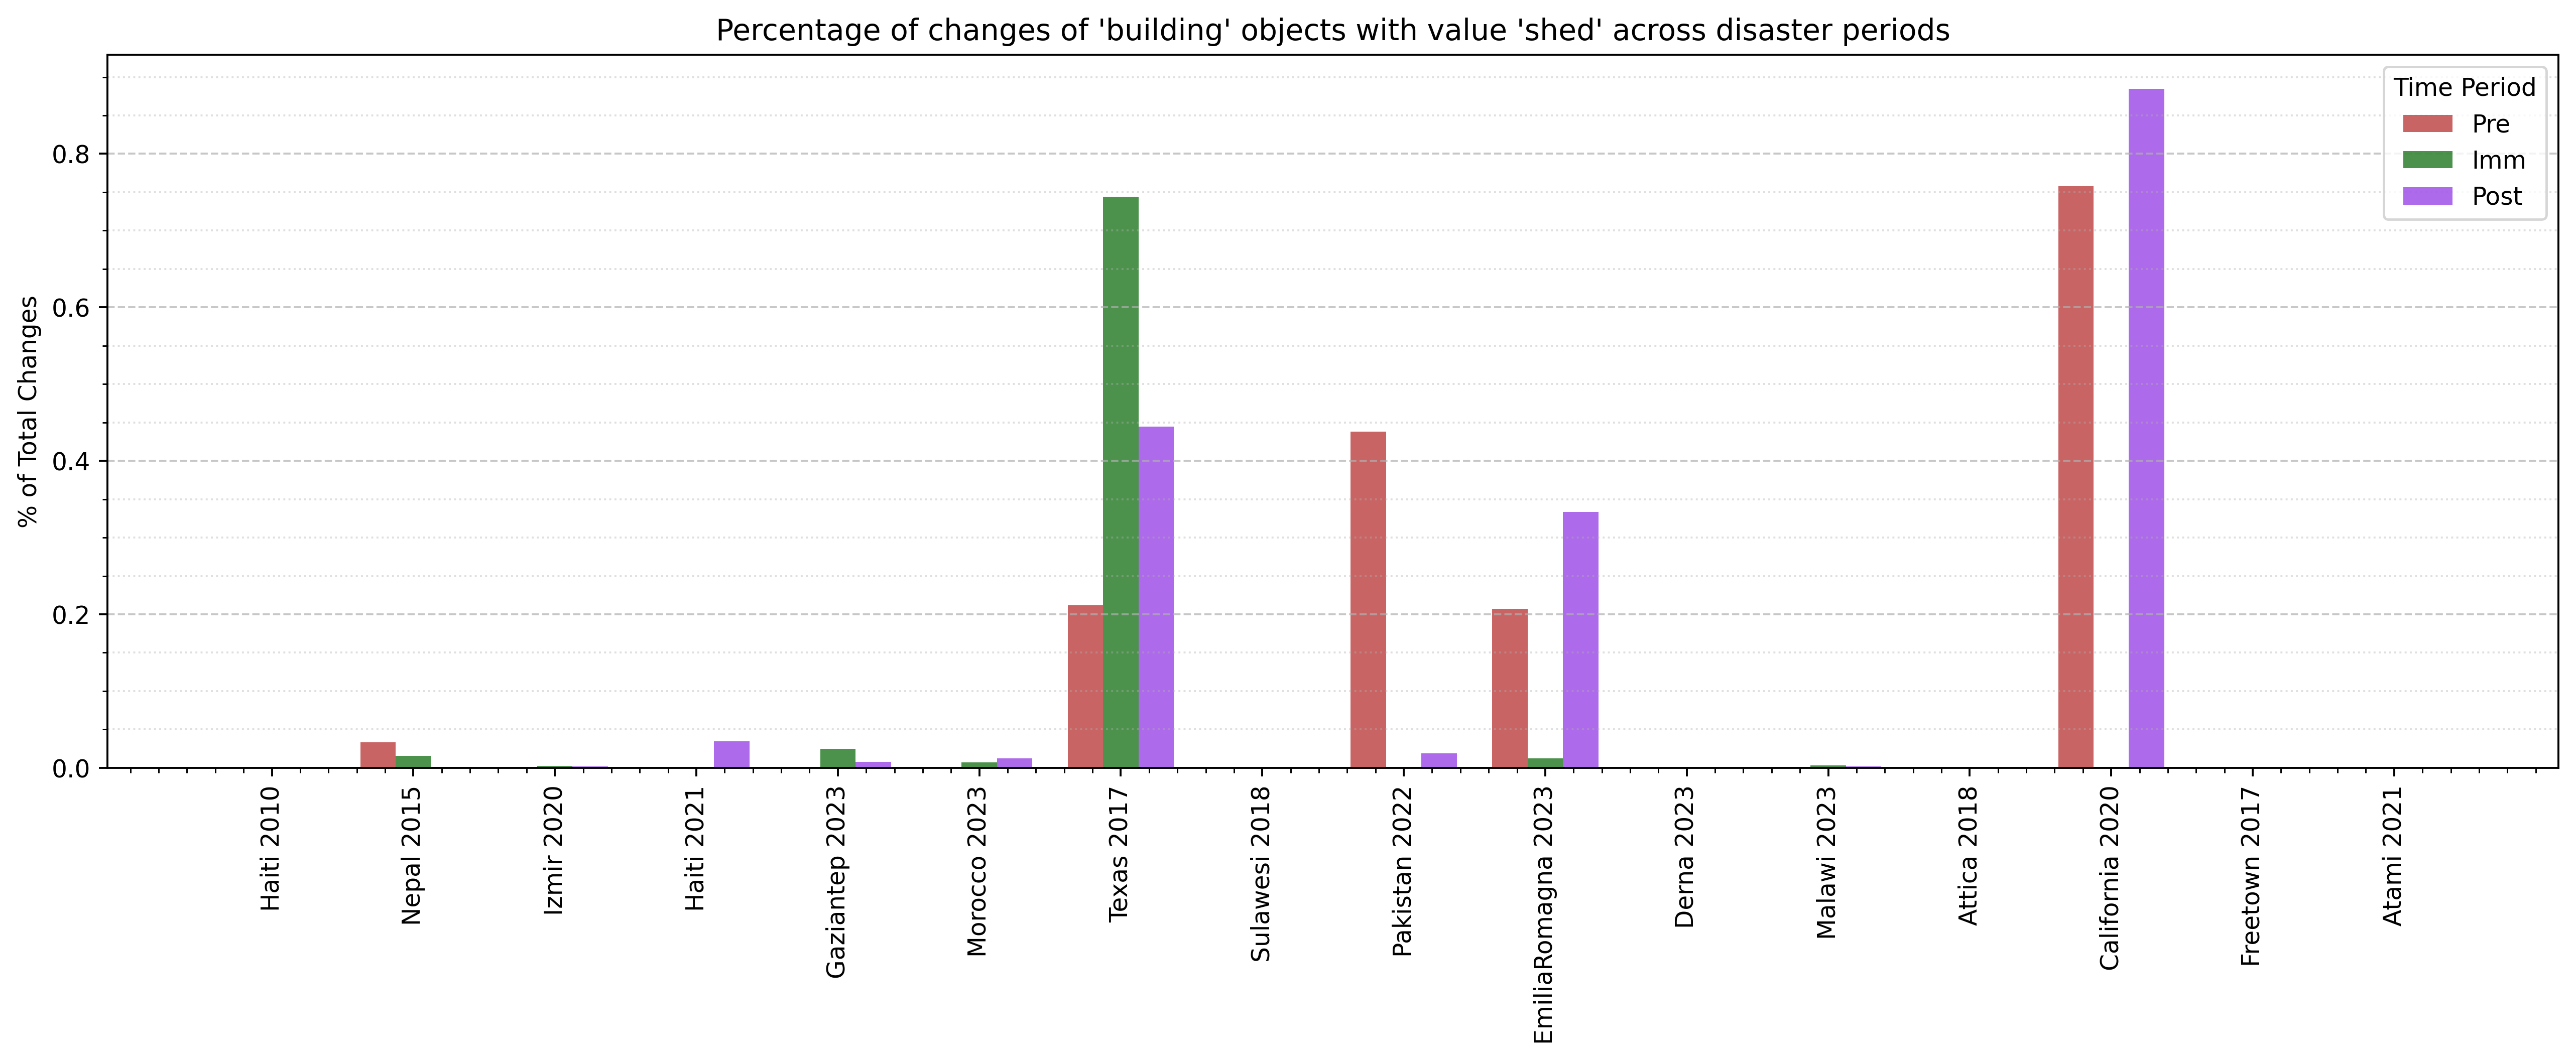 Percentage of changes of 'building' objects with value 'shed' across disaster periods
% of Total Changes
0.8
0.6
0.4
0.2
0.0
Time Period
Pre
Imm
Post
Haiti 2010
Nepal 2015
Izmir 2020
Haiti 2021
Gaziantep 2023
Morocco 2023
Texas 2017
Sulawesi 2018
Pakistan 2022
EmiliaRomagna 2023
Derna 2023
Malawi 2023
Attica 2018
California 2020
Freetown 2017
Atami 2021